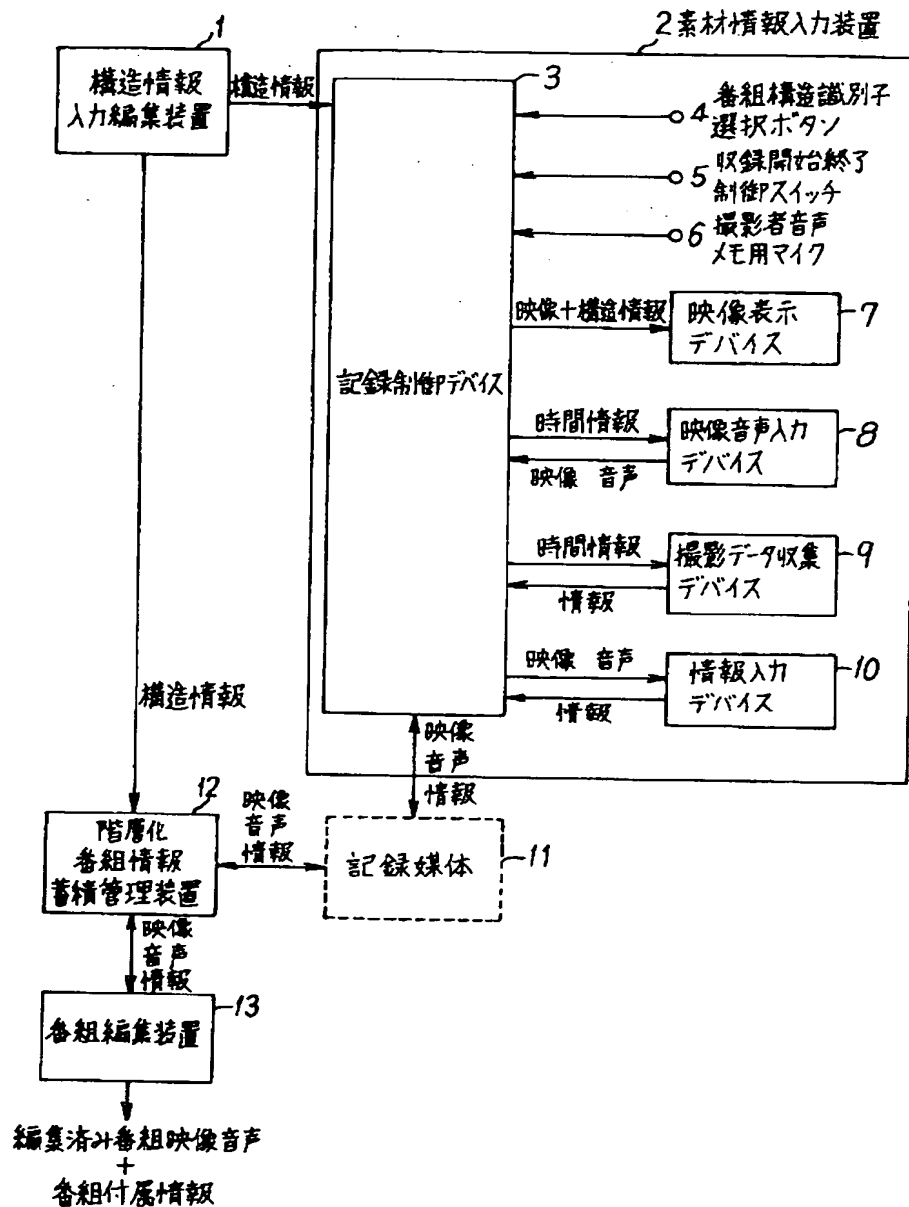 1
構造情報
入力編集装置
構造情報
2 素材情報入力装置
3
記録制御デバイス
4 番組構造識別子
選択ボタン
5 収録開始終了
制御スイッチ
6 撮影者音声
メモ用マイク
映像+構造情報
映像表示
デバイス
7
時間情報
映像 音声
映像音声入力
デバイス
8
時間情報
情報
撮影データ収集
デバイス
9
映像 音声
情報
情報入力
デバイス
10
構造情報
映像
音声
情報
12
階層化
番組情報
蓄積管理装置
映像
音声
情報
記録媒体
11
映像
音声
情報
13
番組編集装置
編集済み番組映像音声
+
番組付属情報